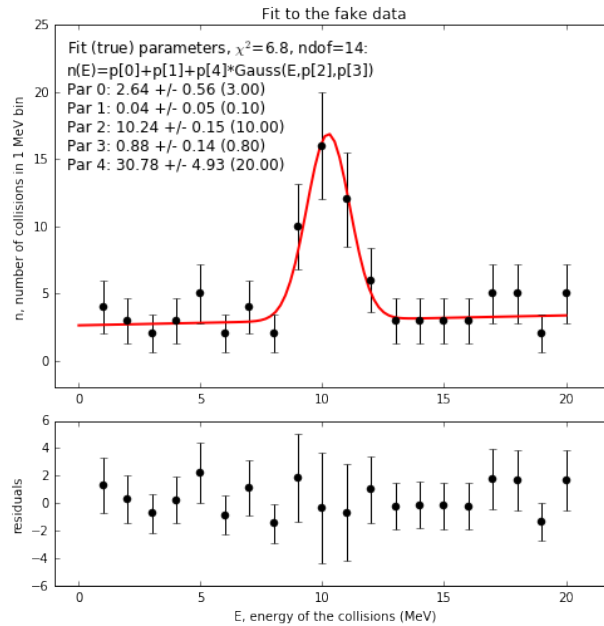 Fit to the fake data
Fit (true) parameters, χ²=6.8, ndof=14:
n(E)=p[0]+p[1]+p[4]*Gauss(E,p[2],p[3])
Par 0: 2.64 +/- 0.56 (3.00)
Par 1: 0.04 +/- 0.05 (0.10)
Par 2: 10.24 +/- 0.15 (10.00)
Par 3: 0.88 +/- 0.14 (0.80)
Par 4: 30.78 +/- 4.93 (20.00)
n, number of collisions in 1 MeV bin
25
20
15
10
5
0
0 5 10 15 20
residuals
6
4
2
0
−2
−4
−6
0 5 10 15 20
E, energy of the collisions (MeV)